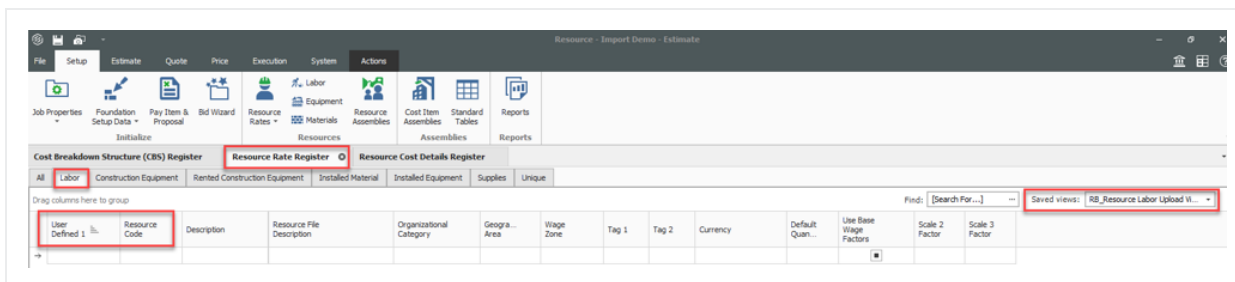 Resource - Import Demo - Estimate
File Setup Estimate Quote Price Execution System Actions
Job Properties Foundation Setup Data Pay Item & Proposal Bid Wizard Resource Rates Labor Equipment Materials Resource Assemblies Cost Item Assemblies Standard Tables Reports
Initialize Resources Assemblies Reports
Cost Breakdown Structure (CBS) Register Resource Rate Register Resource Cost Details Register
All Labor Construction Equipment Rented Construction Equipment Installed Material Installed Equipment Supplies Unique
Drag columns here to group Find: [Search For...] Saved views: RB_Resource Labor Upload Vi...
User Defined 1 Resource Code Description Resource File Description Organizational Category Geogra... Area Wage Zone Tag 1 Tag 2 Currency Default Quan... Use Base Wage Factors Scale 2 Factor Scale 3 Factor